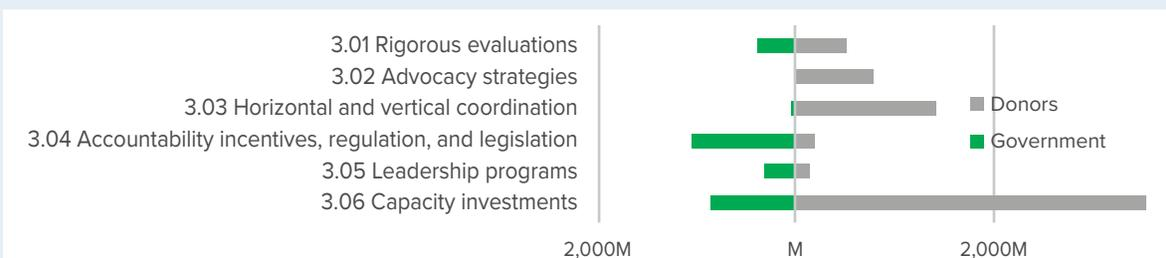 3.01 Rigorous evaluations
3.02 Advocacy strategies
3.03 Horizontal and vertical coordination
3.04 Accountability incentives, regulation, and legislation
3.05 Leadership programs
3.06 Capacity investments
Donors
Government
2,000M M 2,000M